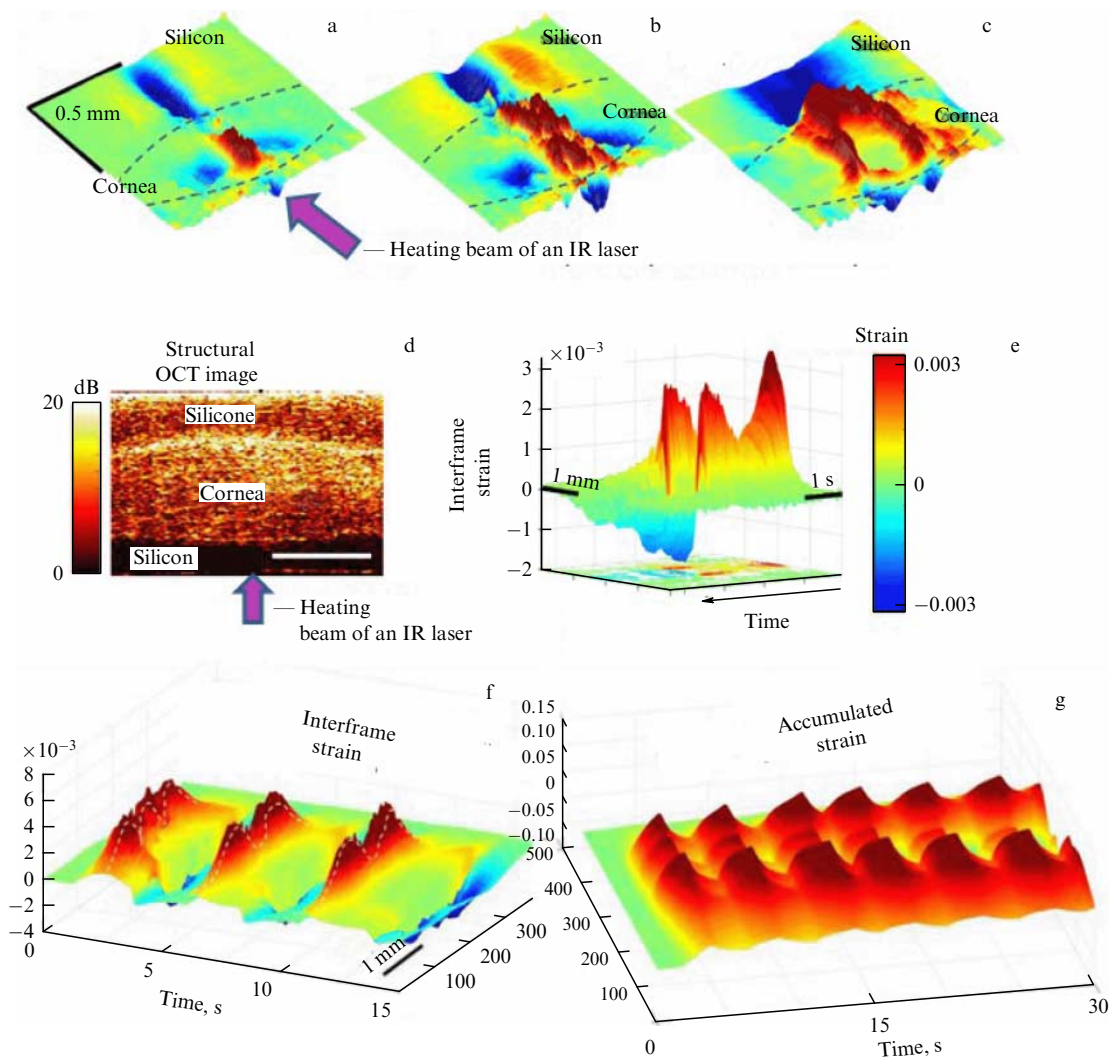 a
Silicon
0.5 mm
Cornea
b
Silicon
Cornea
c
Silicon
Cornea
— Heating beam of an IR laser
d
Structural
OCT image
dB
20
0
Silicone
Cornea
Silicon
— Heating
beam of an IR laser
e
×10⁻³
3
2
1
0
−1
−2
Interframe
strain
1 mm
1 s
Time
Strain
0.003
0
−0.003
f
Interframe
strain
×10⁻³
8
6
4
2
0
−2
−4
0
5
10
15
Time, s
1 mm
100
200
300
g
Accumulated
strain
0.15
0.10
0.05
0
−0.05
−0.10
500
400
300
200
100
0
15
30
Time, s